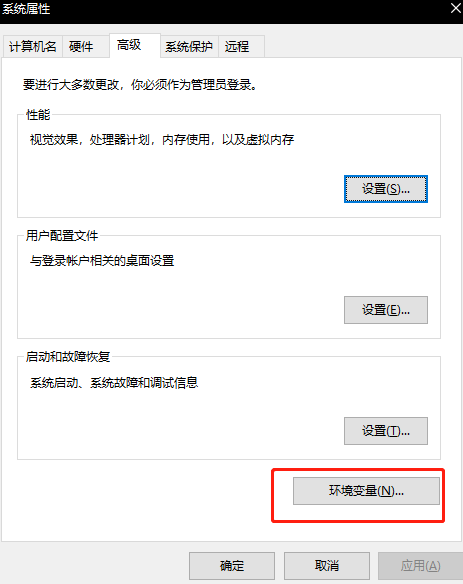 系统属性
计算机名 硬件 高级 系统保护 远程
要进行大多数更改，你必须作为管理员登录。
性能
视觉效果，处理器计划，内存使用，以及虚拟内存
设置(S)...
用户配置文件
与登录帐户相关的桌面设置
设置(E)...
启动和故障恢复
系统启动、系统故障和调试信息
设置(T)...
环境变量(N)...
确定 取消 应用(A)